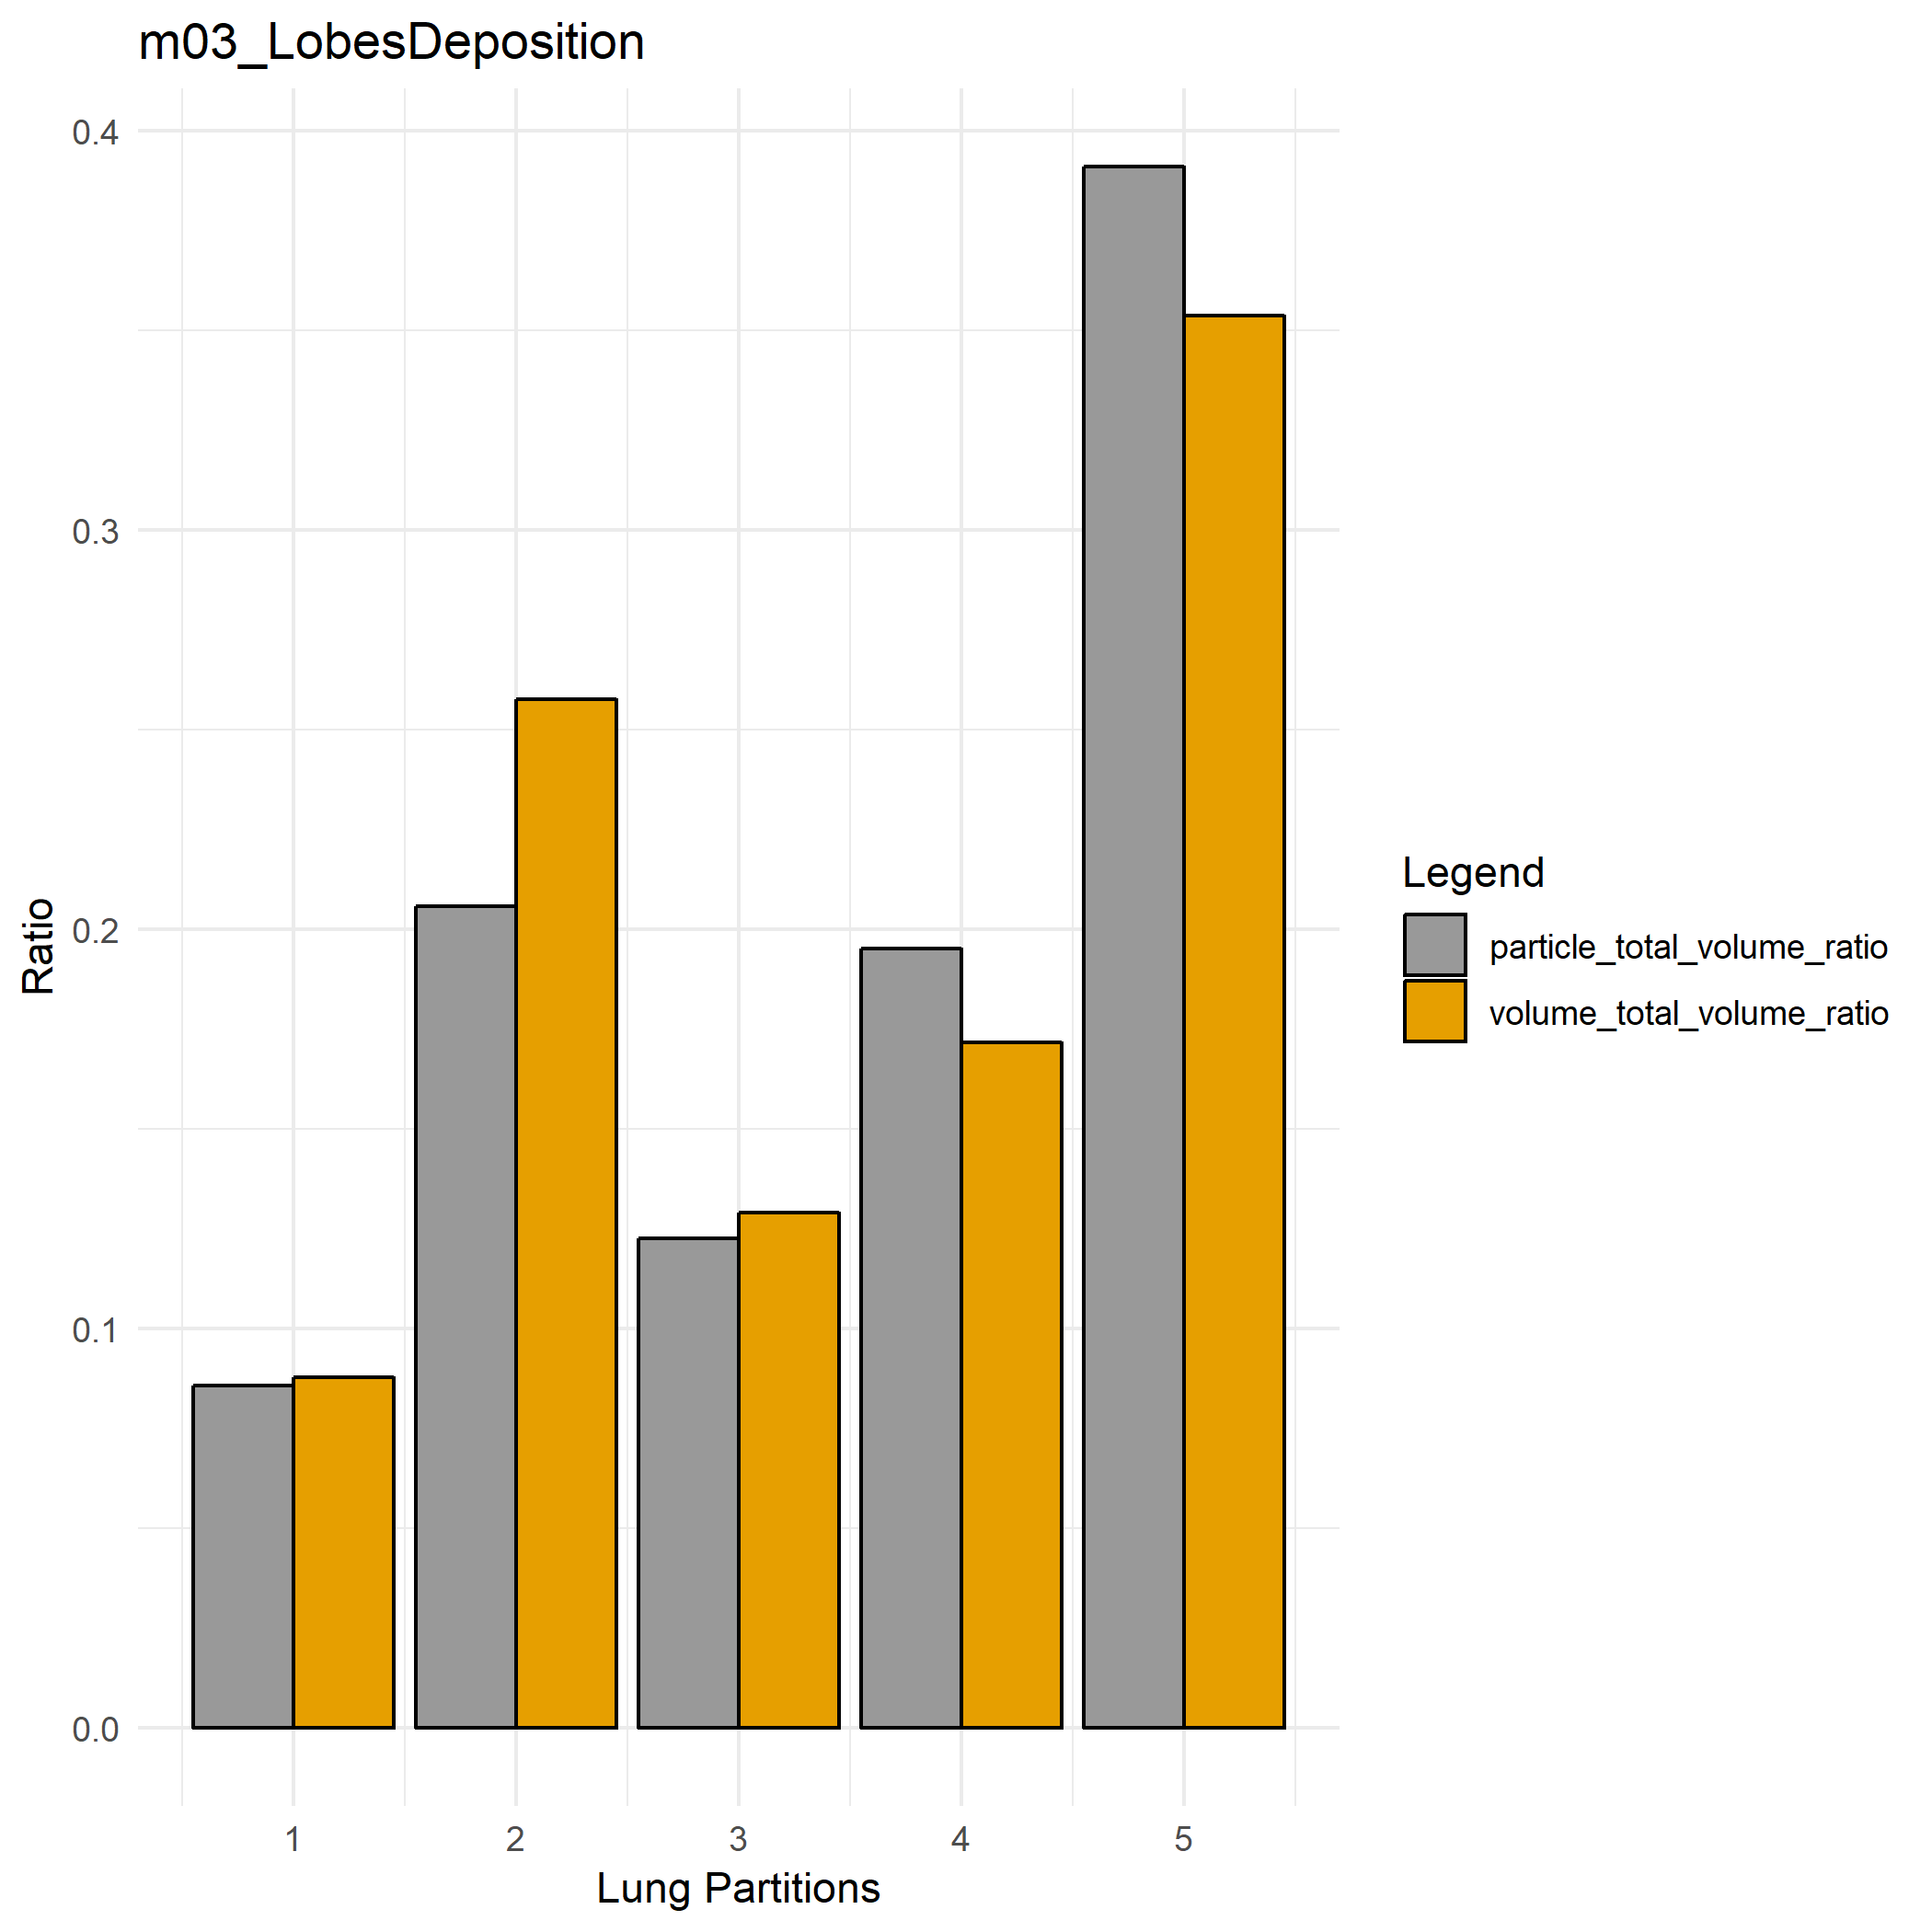 m03_LobesDeposition
0.4
0.3
0.2
0.1
0.0
Ratio
1 2 3 4 5
Lung Partitions
Legend
particle_total_volume_ratio
volume_total_volume_ratio